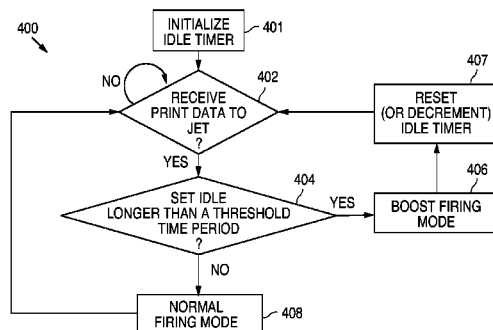 400
INITIALIZE
IDLE TIMER
401
NO
402
RECEIVE
PRINT DATA TO
JET
?
407
RESET
(OR DECREMENT)
IDLE TIMER
YES
404
SET IDLE
LONGER THAN A THRESHOLD
TIME PERIOD
?
YES
406
BOOST FIRING
MODE
NO
NORMAL
FIRING MODE
408